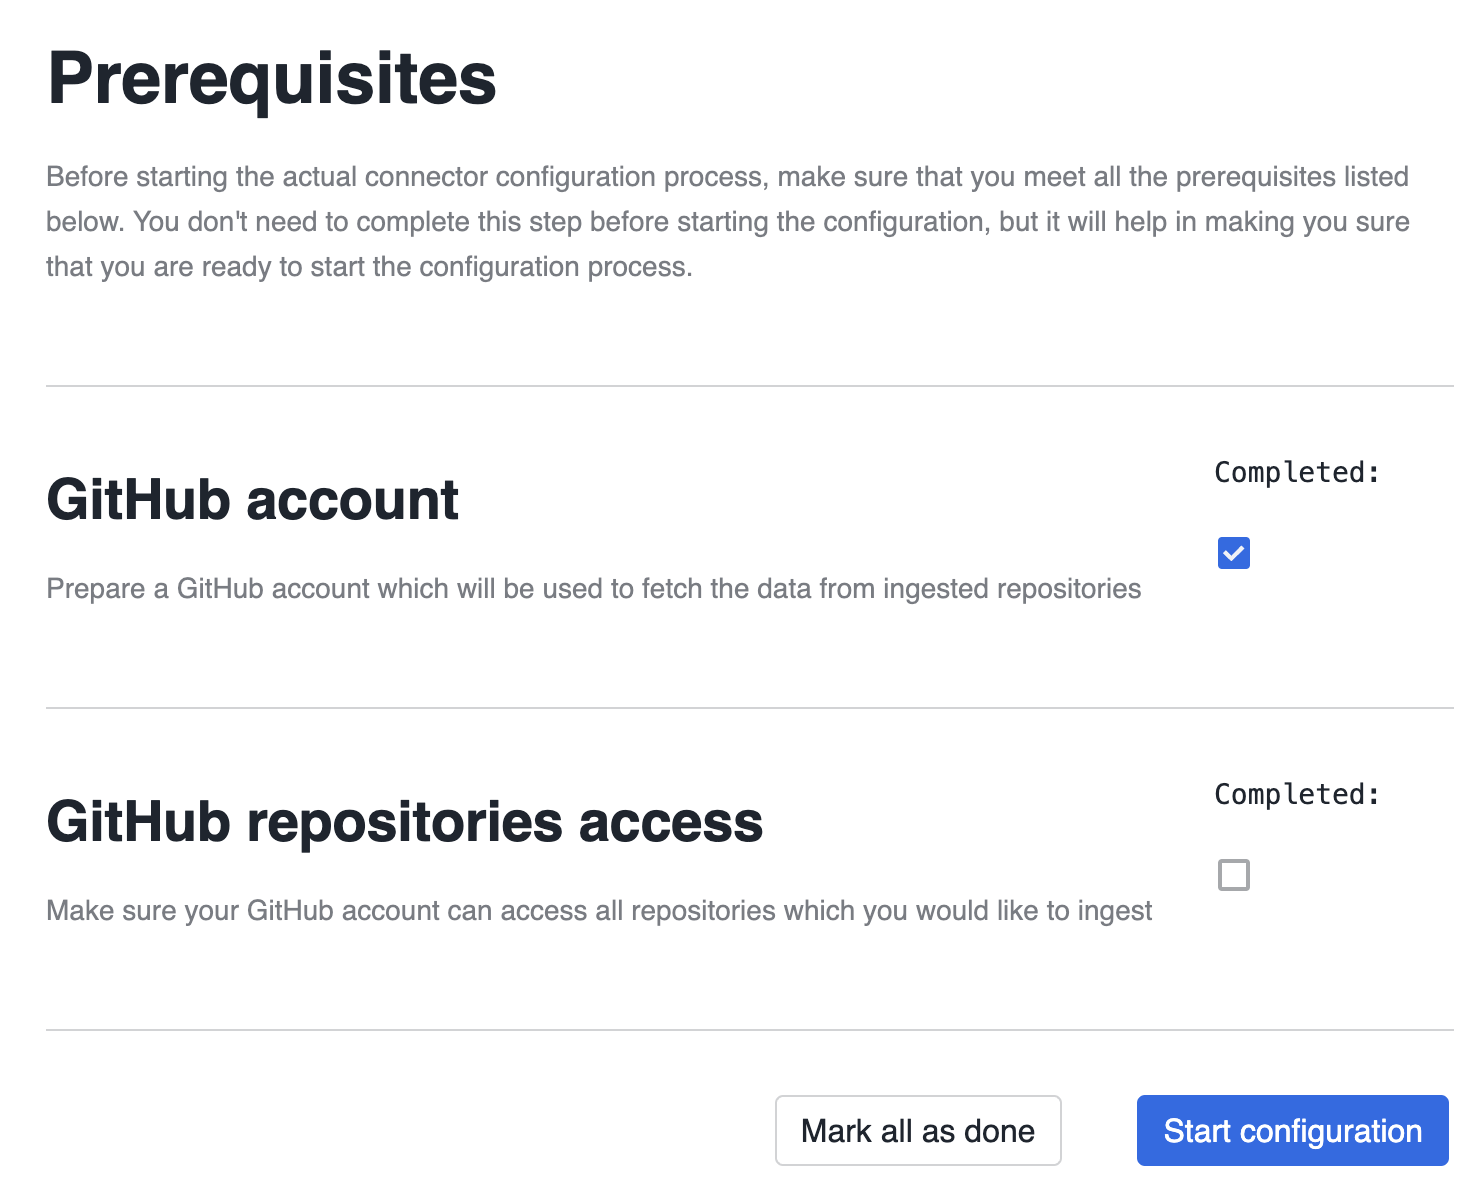 Prerequisites
Before starting the actual connector configuration process, make sure that you meet all the prerequisites listed
below. You don't need to complete this step before starting the configuration, but it will help in making you sure
that you are ready to start the configuration process.
GitHub account
Completed:
Prepare a GitHub account which will be used to fetch the data from ingested repositories
GitHub repositories access
Completed:
Make sure your GitHub account can access all repositories which you would like to ingest
Mark all as done
Start configuration